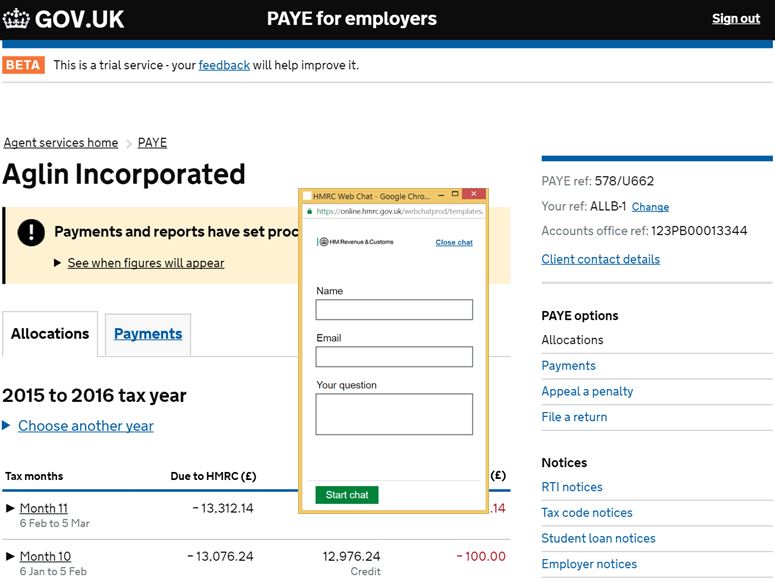 GOV.UK
PAYE for employers
Sign out
BETA This is a trial service - your feedback will help improve it.
Agent services home > PAYE
Aglin Incorporated
! Payments and reports have set
See when figures will appear
Allocations
Payments
2015 to 2016 tax year
Choose another year
Tax months Due to HMRC (£) (£)
Month 11 - 13,312.14 .14
6 Feb to 5 Mar
Month 10 - 13,076.24 12,976.24 - 100.00
6 Jan to 5 Feb Credit
HMRC Web Chat - Google Chro...
https://online.hmrc.gov.uk/webchatprod/templates
HM Revenue & Customs
Close chat
Name
Email
Your question
Start chat
PAYE ref: 578/U662
Your ref: ALLB-1 Change
Accounts office ref: 123PB00013344
Client contact details
PAYE options
Allocations
Payments
Appeal a penalty
File a return
Notices
RTI notices
Tax code notices
Student loan notices
Employer notices